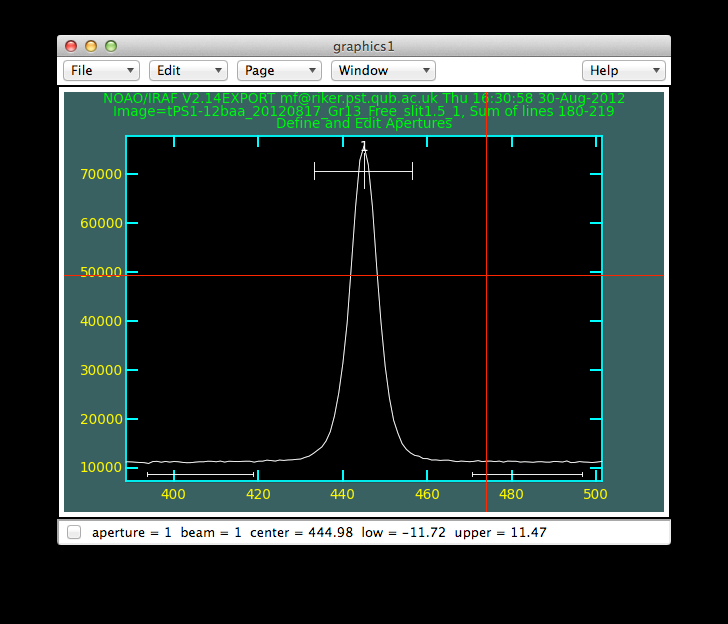 graphics1
File Edit Page Window Help
NOAO/IRAF V2.14EXPORT mf@riker.pst.qub.ac.uk Thu 16:30:58 30-Aug-2012
Image=tPS1-12baa_20120817_Gr13_Free_slit1.5_1, Sum of lines 180-219
Define and Edit Apertures
1
70000
60000
50000
40000
30000
20000
10000
400 420 440 460 480 500
aperture = 1 beam = 1 center = 444.98 low = -11.72 upper = 11.47